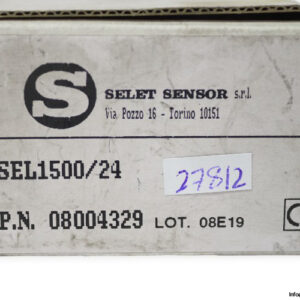 S
SELET SENSOR s.r.l.
Via Pozzo 16 - Torino 10151
SEL1500/24
27812
P.N. 08004329 LOT. 08E19